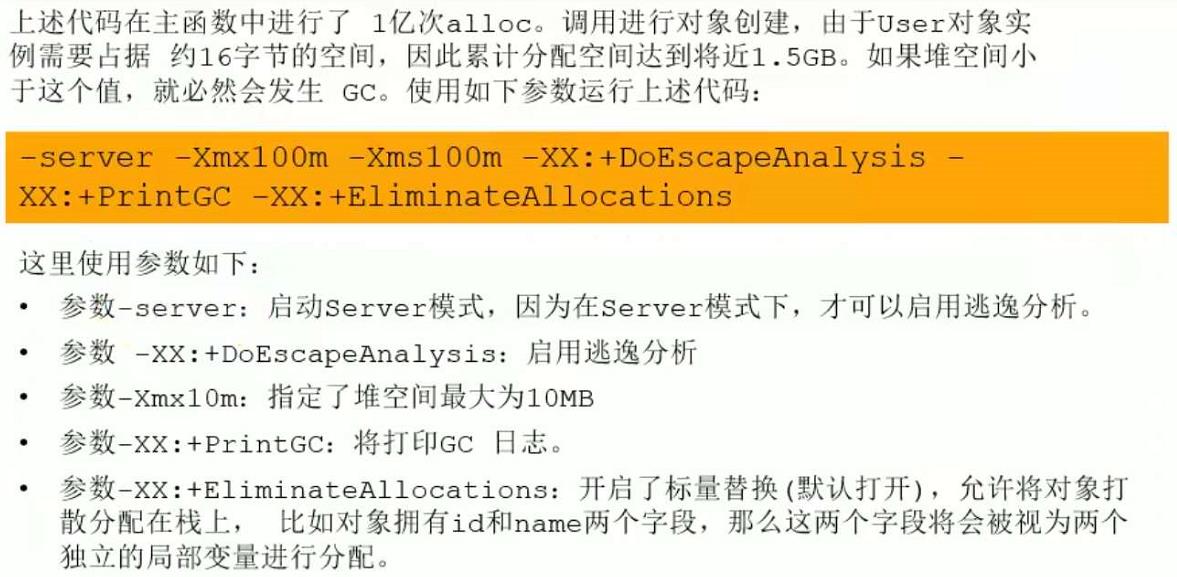 上述代码在主函数中进行了 1亿次alloc。调用进行对象创建，由于User对象实
例需要占据 约16字节的空间，因此累计分配空间达到将近1.5GB。如果堆空间小
于这个值，就必然会发生 GC。使用如下参数运行上述代码：
-server -Xmx100m -Xms100m -XX:+DoEscapeAnalysis -
XX:+PrintGC -XX:+EliminateAllocations
这里使用参数如下：
• 参数-server：启动Server模式，因为在Server模式下，才可以启用逃逸分析。
• 参数 -XX:+DoEscapeAnalysis：启用逃逸分析
• 参数-Xmx10m：指定了堆空间最大为10MB
• 参数-XX:+PrintGC：将打印GC 日志。
• 参数-XX:+EliminateAllocations：开启了标量替换(默认打开)，允许将对象打
散分配在栈上， 比如对象拥有id和name两个字段，那么这两个字段将会被视为两个
独立的局部变量进行分配。